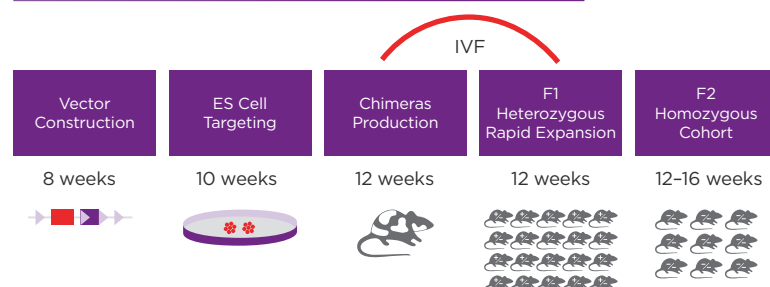 IVF
Vector
Construction
ES Cell
Targeting
Chimeras
Production
F1
Heterozygous
Rapid Expansion
F2
Homozygous
Cohort
8 weeks
10 weeks
12 weeks
12 weeks
12–16 weeks